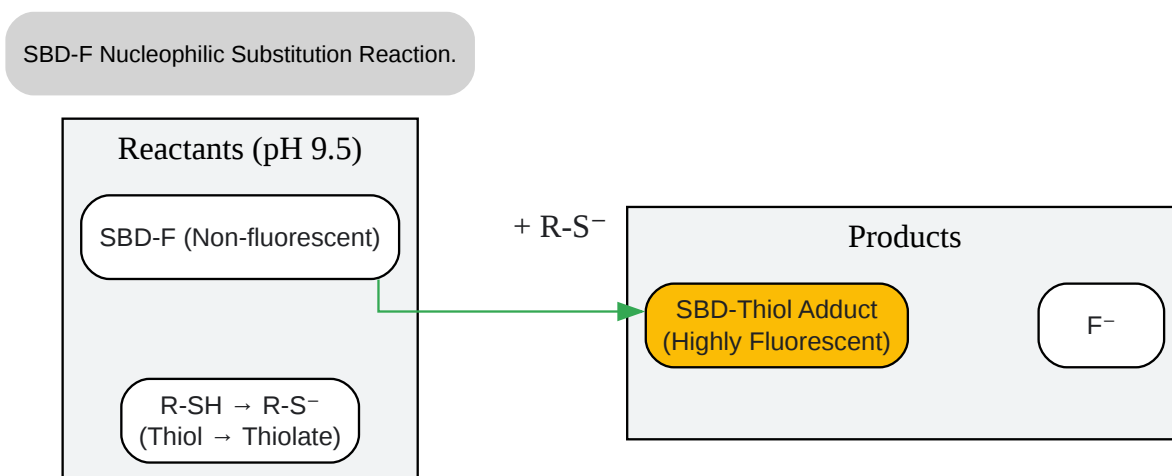 SBD-F Nucleophilic Substitution Reaction.
Reactants (pH 9.5)
SBD-F (Non-fluorescent)
R-SH → R-S⁻
(Thiol → Thiolate)
+ R-S⁻
Products
SBD-Thiol Adduct
(Highly Fluorescent)
F⁻